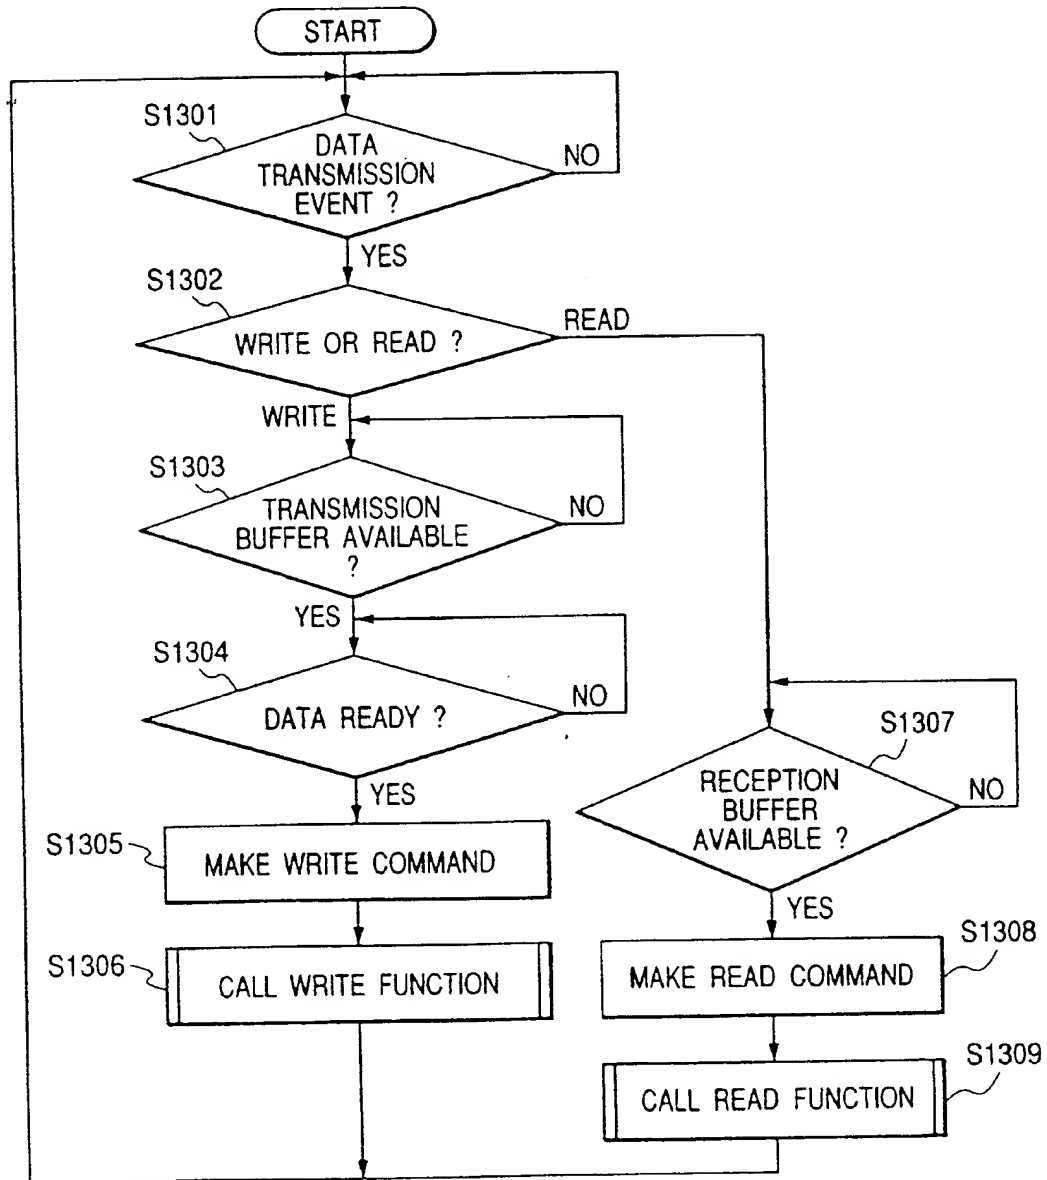 START
S1301
DATA
TRANSMISSION
EVENT ?
NO
YES
S1302
WRITE OR READ ?
READ
WRITE
S1303
TRANSMISSION
BUFFER AVAILABLE
?
NO
YES
S1304
DATA READY ?
NO
YES
S1305
MAKE WRITE COMMAND
S1306
CALL WRITE FUNCTION
S1307
RECEPTION
BUFFER
AVAILABLE ?
NO
YES
S1308
MAKE READ COMMAND
S1309
CALL READ FUNCTION